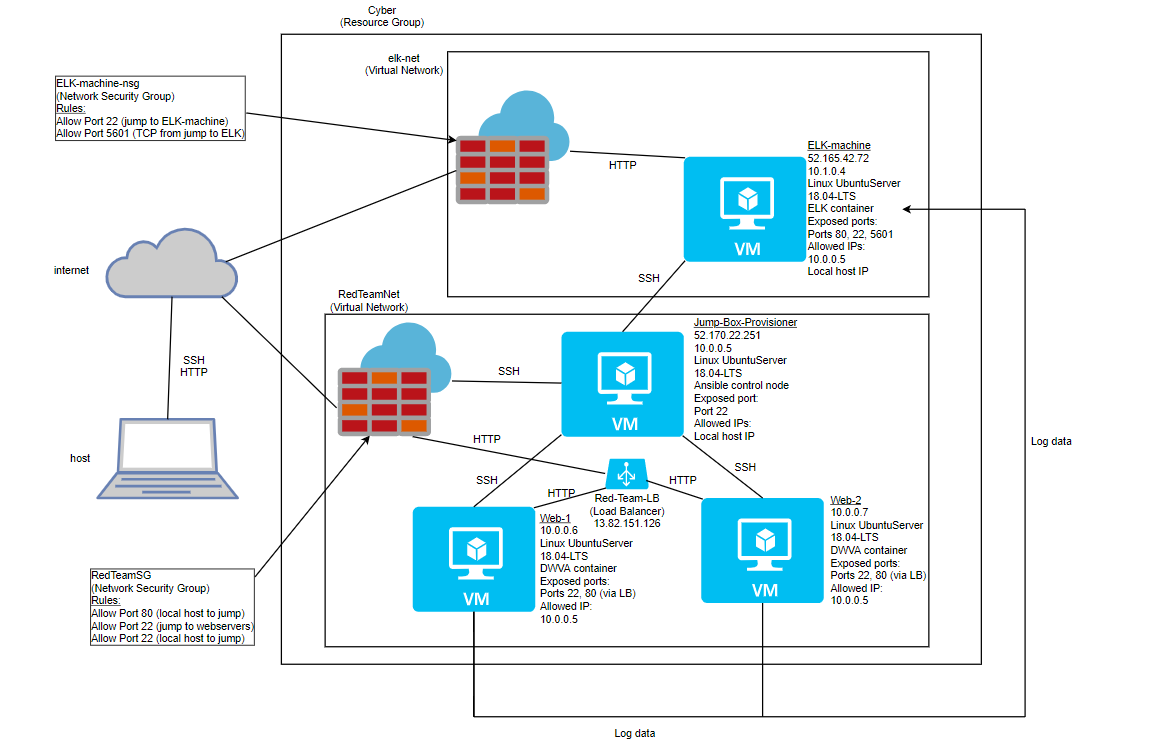 Cyber
(Resource Group)
elk-net
(Virtual Network)
ELK-machine-nsg
(Network Security Group)
Rules:
Allow Port 22 (jump to ELK-machine)
Allow Port 5601 (TCP from jump to ELK)
HTTP
VM
ELK-machine
52.165.42.72
10.1.0.4
Linux UbuntuServer
18.04-LTS
ELK container
Exposed ports:
Ports 80, 22, 5601
Allowed IPs:
10.0.0.5
Local host IP
internet
SSH
RedTeamNet
(Virtual Network)
SSH
HTTP
SSH
VM
Jump-Box-Provisioner
52.170.22.251
10.0.0.5
Linux UbuntuServer
18.04-LTS
Ansible control node
Exposed port:
Port 22
Allowed IPs:
Local host IP
host
HTTP
Log data
SSH
SSH
HTTP
HTTP
Red-Team-LB
(Load Balancer)
13.82.151.126
VM
Web-1
10.0.0.6
Linux UbuntuServer
18.04-LTS
DWVA container
Exposed ports:
Ports 22, 80 (via LB)
Allowed IP:
10.0.0.5
VM
Web-2
10.0.0.7
Linux UbuntuServer
18.04-LTS
DWVA container
Exposed ports:
Ports 22, 80 (via LB)
Allowed IP:
10.0.0.5
RedTeamSG
(Network Security Group)
Rules:
Allow Port 80 (local host to jump)
Allow Port 22 (jump to webservers)
Allow Port 22 (local host to jump)
Log data